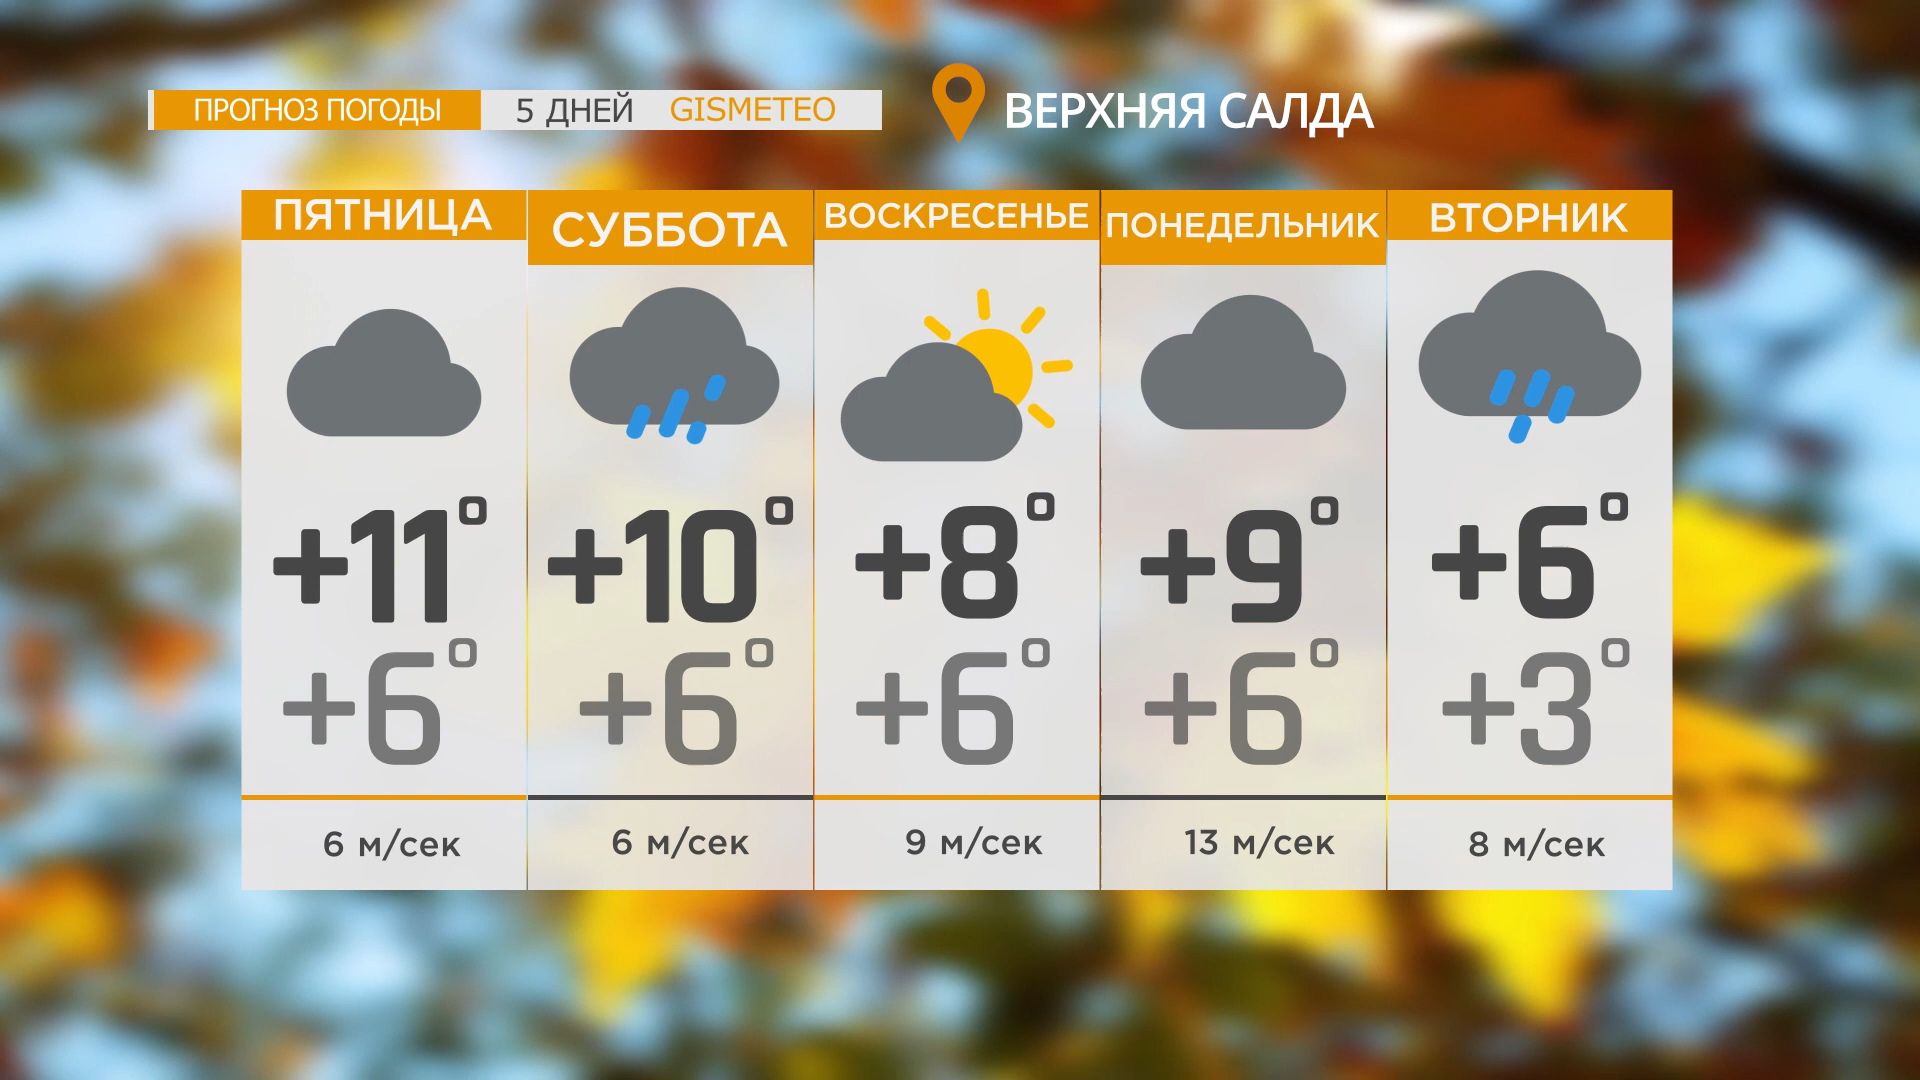 ПРОГНОЗ ПОГОДЫ 5 ДНЕЙ GISMETEO ВЕРХНЯЯ САЛДА
ПЯТНИЦА СУББОТА ВОСКРЕСЕНЬЕ ПОНЕДЕЛЬНИК ВТОРНИК
+11° +10° +8° +9° +6°
+6° +6° +6° +6° +3°
6 м/сек 6 м/сек 9 м/сек 13 м/сек 8 м/сек